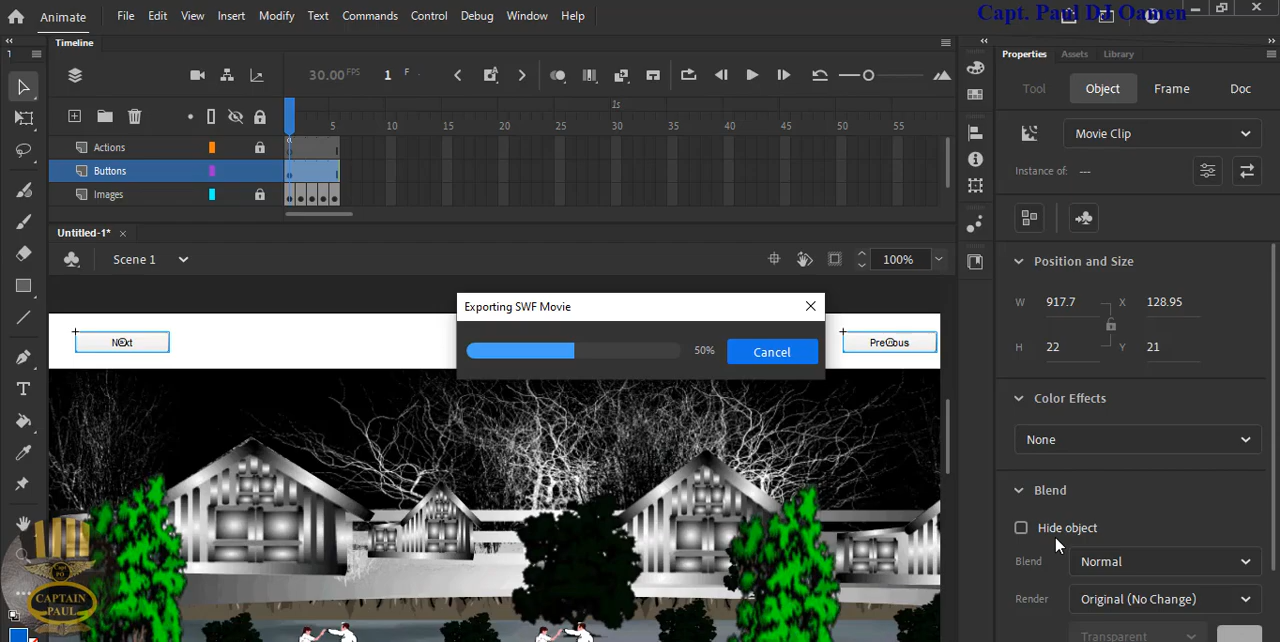 Animate File Edit View Insert Modify Text Commands Control Debug Window Help
Capt. Paul DJ Oamen
1
Timeline
30.00 FPS 1 F
1s
5 10 15 20 25 30 35 40 45 50 55
Actions
Buttons
Images
Untitled-1*
Scene 1
100%
Next
Previous
Exporting SWF Movie
50%
Cancel
Properties Assets Library
Tool Object Frame Doc
Movie Clip
Instance of: ---
Position and Size
W 917.7 X 128.95
H 22 Y 21
Color Effects
None
Blend
Hide object
Blend Normal
Render Original (No Change)
Transparent
CAPTAIN
PAUL